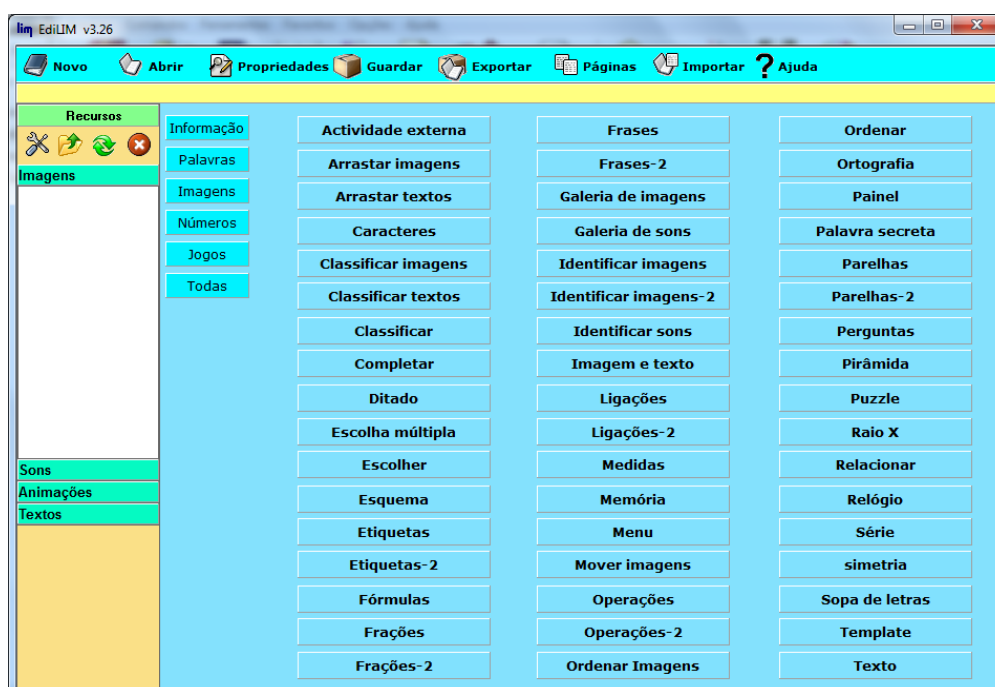 lim EdiLIM v3.26
Novo Abrir Propriedades Guardar Exportar Páginas Importar ? Ajuda
Recursos
Imagens
Sons
Animações
Textos
Informação
Palavras
Imagens
Números
Jogos
Todas
Actividade externa
Arrastar imagens
Arrastar textos
Caracteres
Classificar imagens
Classificar textos
Classificar
Completar
Ditado
Escolha múltipla
Escolher
Esquema
Etiquetas
Etiquetas-2
Fórmulas
Frações
Frações-2
Frases
Frases-2
Galeria de imagens
Galeria de sons
Identificar imagens
Identificar imagens-2
Identificar sons
Imagem e texto
Ligações
Ligações-2
Medidas
Memória
Menu
Mover imagens
Operações
Operações-2
Ordenar Imagens
Ordenar
Ortografia
Painel
Palavra secreta
Parelhas
Parelhas-2
Perguntas
Pirâmida
Puzzle
Raio X
Relacionar
Relógio
Série
simetria
Sopa de letras
Template
Texto